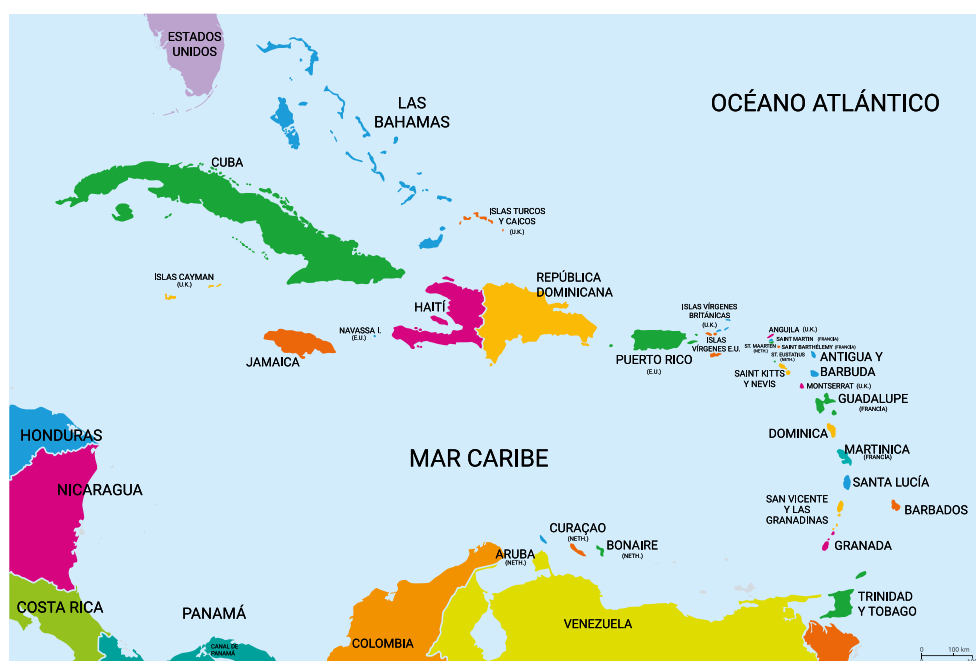 ESTADOS
UNIDOS
LAS
BAHAMAS
OCÉANO ATLÁNTICO
CUBA
ISLAS TURCOS
Y CAICOS
(U.K.)
ISLAS CAYMAN
(U.K.)
REPÚBLICA
DOMINICANA
HAITÍ
NAVASSA I.
(E.U.)
JAMAICA
ISLAS VÍRGENES
BRITÁNICAS
(U.K.)
ISLAS
VÍRGENES E.U.
PUERTO RICO
(E.U.)
ANGUILA (U.K.)
SAINT MARTIN (FRANCIA)
ST. MAARTEN
(NETH.)
SAINT BARTHÉLEMY (FRANCIA)
ST. EUSTATIUS
(NETH.)
SAINT KITTS
Y NEVÍS
ANTIGUA Y
BARBUDA
MONTSERRAT (U.K.)
GUADALUPE
(FRANCIA)
DOMINICA
MARTINICA
(FRANCIA)
SANTA LUCÍA
SAN VICENTE
Y LAS
GRANADINAS
BARBADOS
GRANADA
HONDURAS
NICARAGUA
MAR CARIBE
CURAÇAO
(NETH.)
ARUBA
(NETH.)
BONAIRE
(NETH.)
COSTA RICA
PANAMÁ
CANAL DE
PANAMÁ
COLOMBIA
VENEZUELA
TRINIDAD
Y TOBAGO
0 100 km